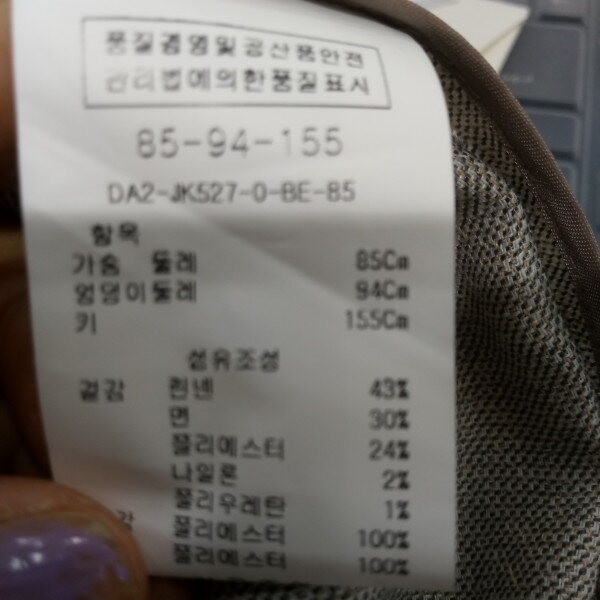 품질경영및공산품안전
관리법에의한품질표시
85-94-155
DA2-JK527-0-BE-85
항목
가슴 둘레 85Cm
엉덩이둘레 94Cm
키 155Cm
섬유조성
겉감 린넨 43%
면 30%
폴리에스터 24%
나일론 2%
폴리우레탄 1%
감 폴리에스터 100%
폴리에스터 100%